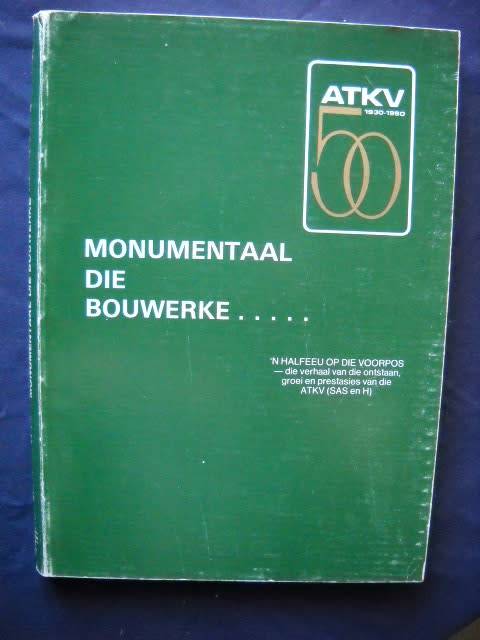 ATKV
1930-1980
50
MONUMENTAAL
DIE
BOUWERKE . . . . .
'N HALFEEU OP DIE VOORPOS
— die verhaal van die ontstaan,
groei en prestasies van die
ATKV (SAS en H)
MONUMENTAAL DIE BOUWERKE